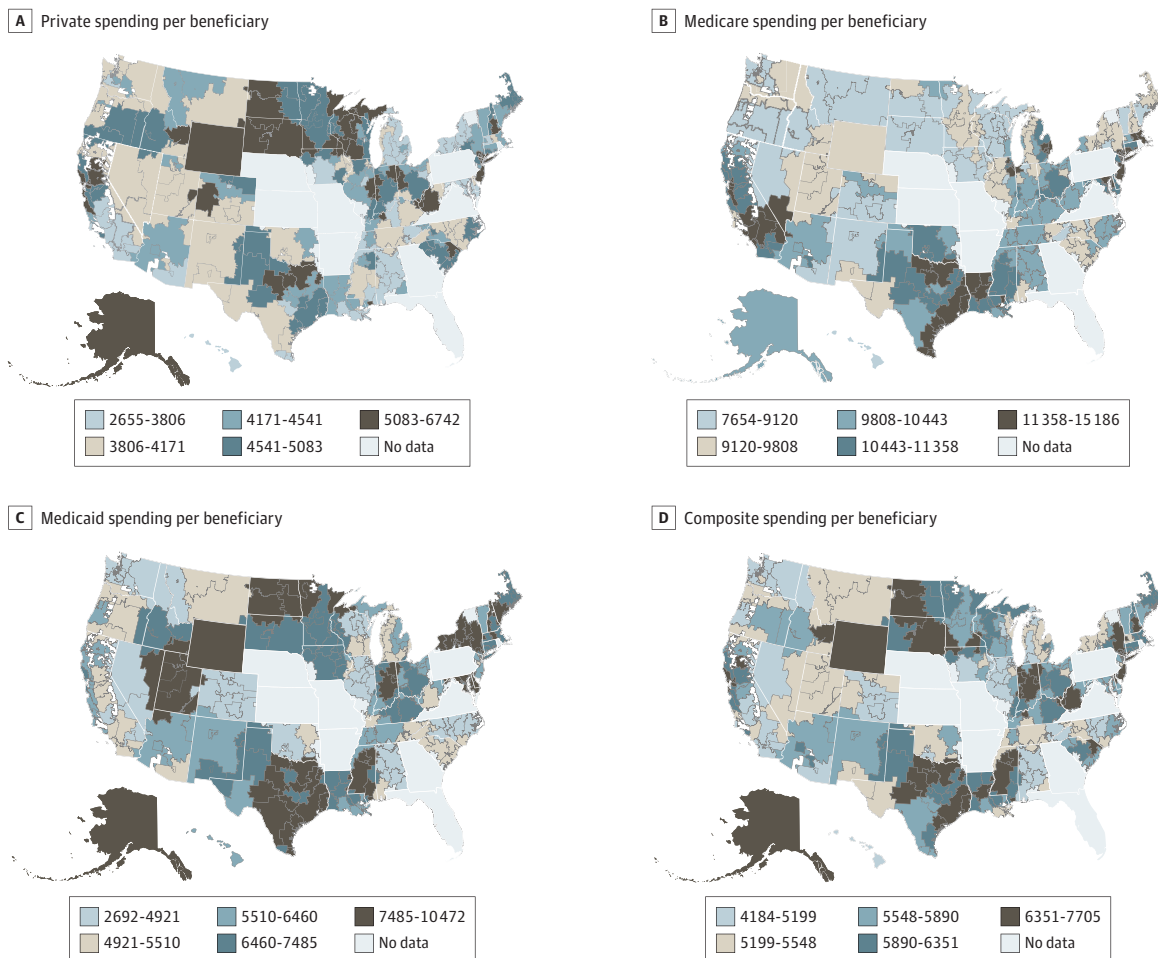 A Private spending per beneficiary
2655-3806 4171-4541 5083-6742
3806-4171 4541-5083 No data
B Medicare spending per beneficiary
7654-9120 9808-10 443 11 358-15 186
9120-9808 10 443-11 358 No data
C Medicaid spending per beneficiary
2692-4921 5510-6460 7485-10 472
4921-5510 6460-7485 No data
D Composite spending per beneficiary
4184-5199 5548-5890 6351-7705
5199-5548 5890-6351 No data